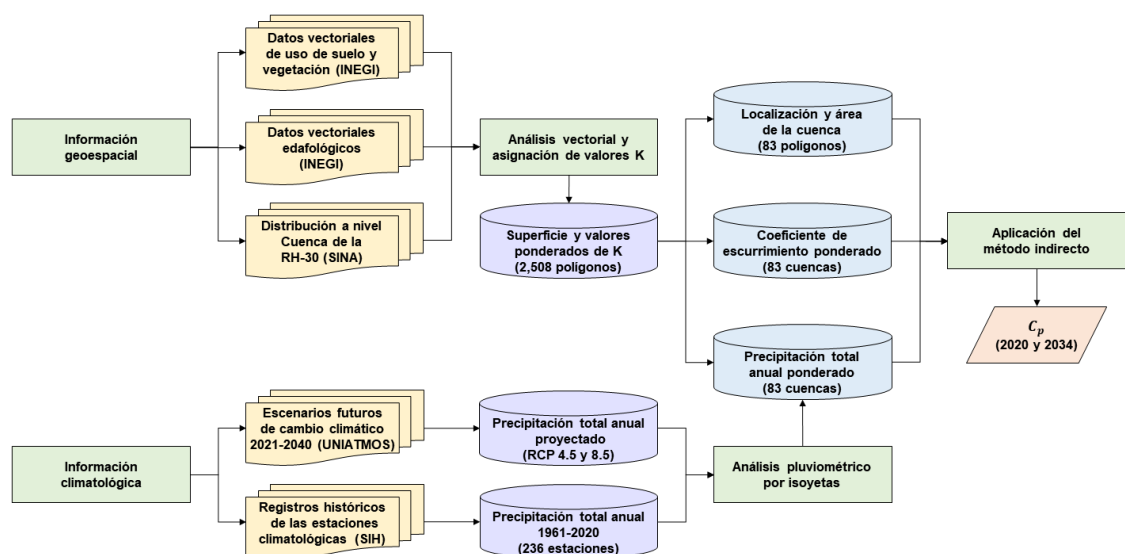 Datos vectoriales
de uso de suelo y
vegetación (INEGI)
Información
geoespacial
Datos vectoriales
edafológicos
(INEGI)
Distribución a nivel
Cuenca de la
RH-30 (SINA)
Análisis vectorial y
asignación de valores K
Superficie y valores
ponderados de K
(2,508 polígonos)
Localización y área
de la cuenca
(83 polígonos)
Coeficiente de
escurrimiento ponderado
(83 cuencas)
Precipitación total
anual ponderado
(83 cuencas)
Aplicación del
método indirecto
Cₚ
(2020 y 2034)
Información
climatológica
Escenarios futuros
de cambio climático
2021-2040 (UNIATMOS)
Registros históricos
de las estaciones
climatológicas (SIH)
Precipitación total anual
proyectado
(RCP 4.5 y 8.5)
Precipitación total anual
1961-2020
(236 estaciones)
Análisis pluviométrico
por isoyetas